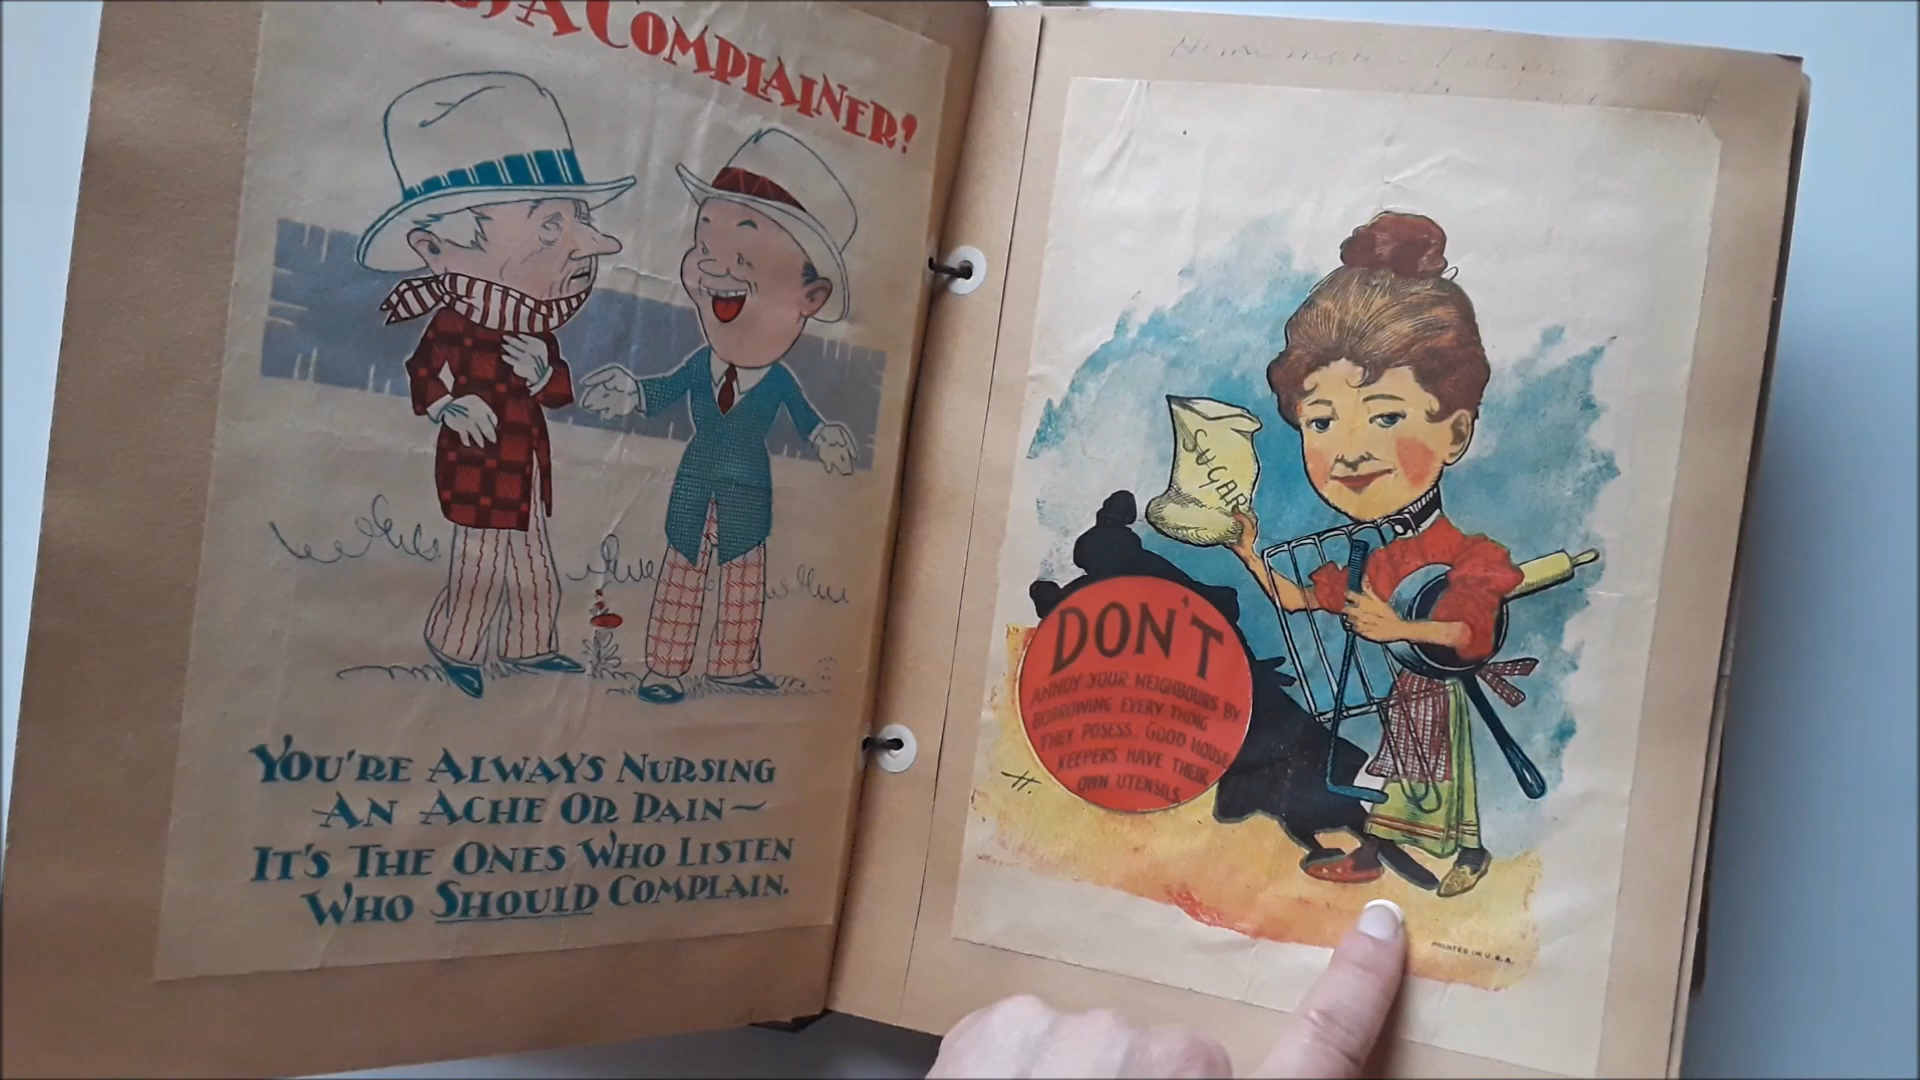 A COMPLAINER!
YOU'RE ALWAYS NURSING
AN ACHE OR PAIN~
IT'S THE ONES WHO LISTEN
WHO SHOULD COMPLAIN.
SUGAR
DON'T
ANNOY YOUR NEIGHBOURS BY
BORROWING EVERY THING
THEY POSESS. GOOD HOUSE
KEEPERS HAVE THEIR
OWN UTENSILS
H.
PRINTED IN U.S.A.